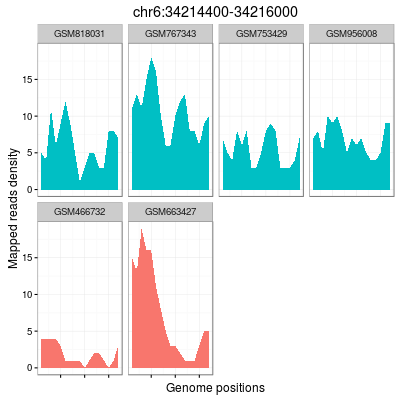 chr6:34214400-34216000
GSM818031 GSM767343 GSM753429 GSM956008
15
10
5
0
GSM466732 GSM663427
15
10
5
0
Mapped reads density
Genome positions